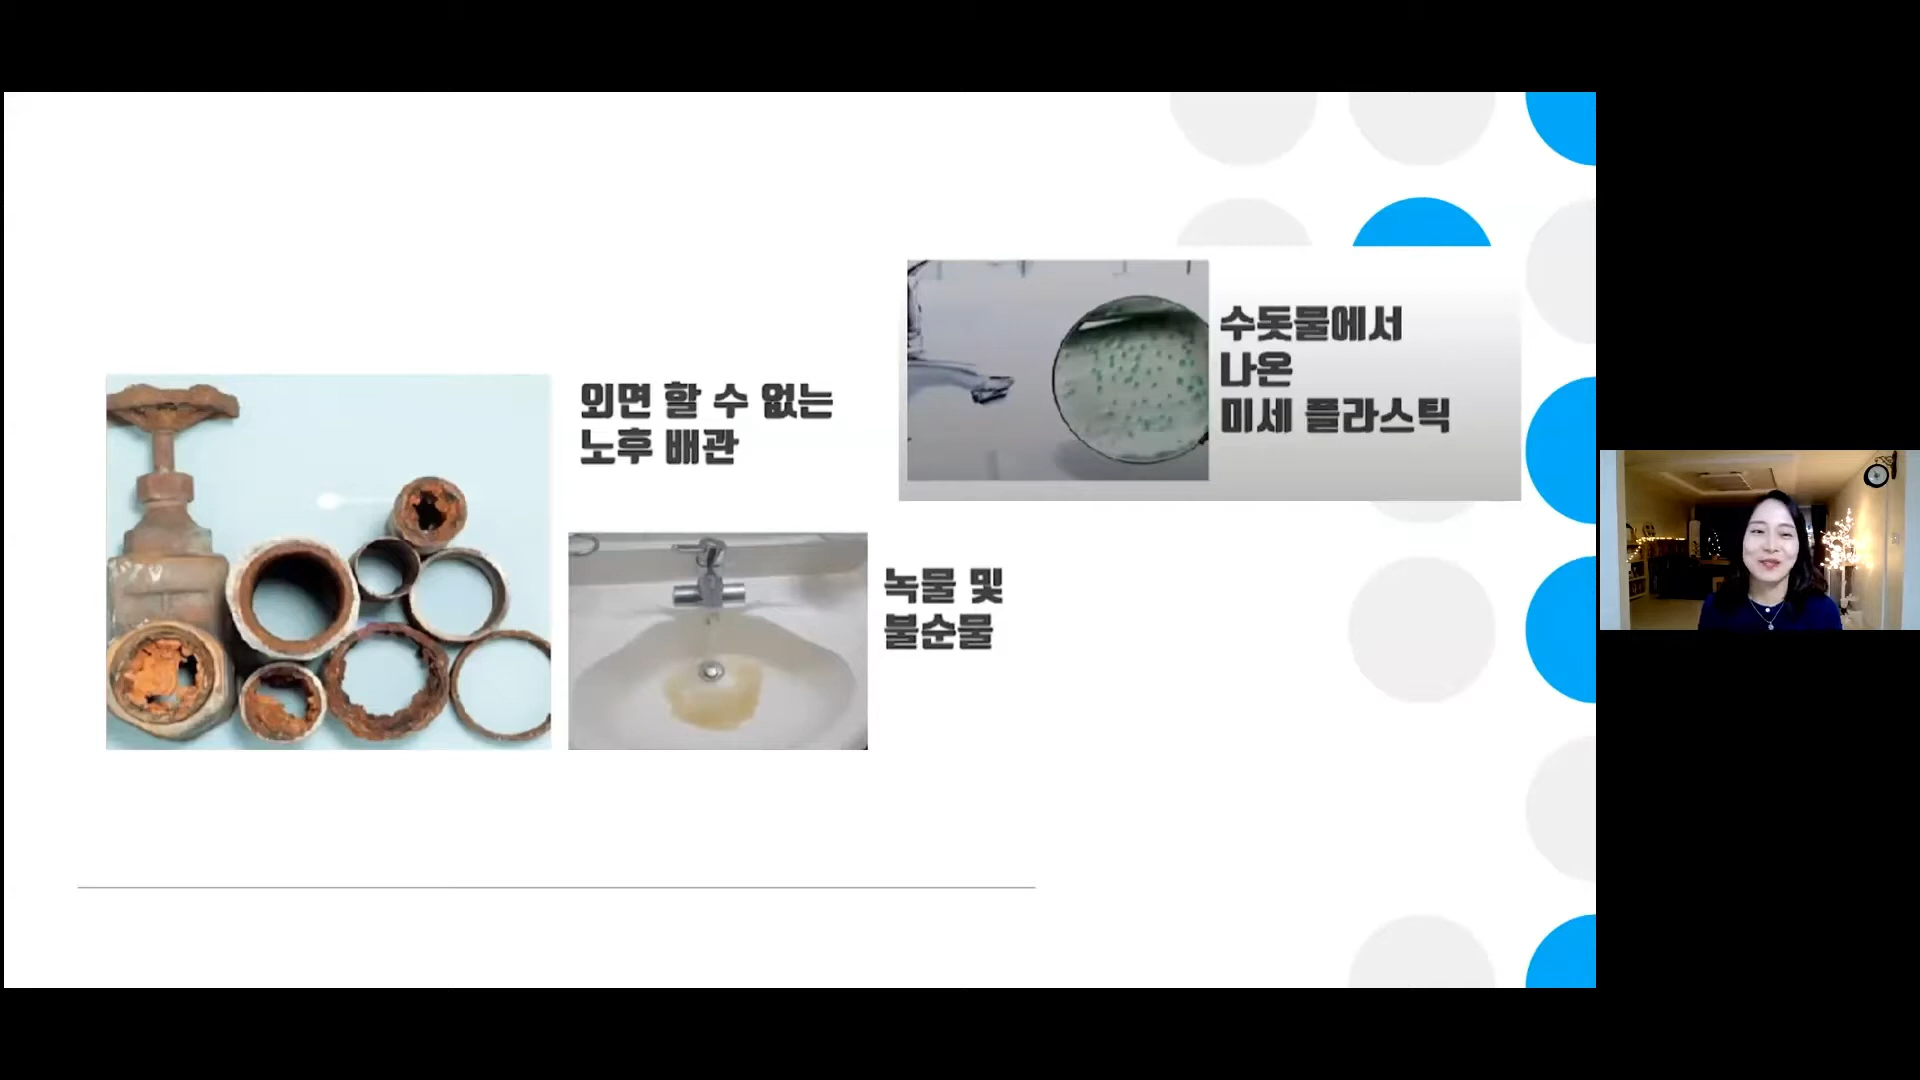 외면 할 수 없는
노후 배관
수돗물에서
나온
미세 플라스틱
녹물 및
불순물